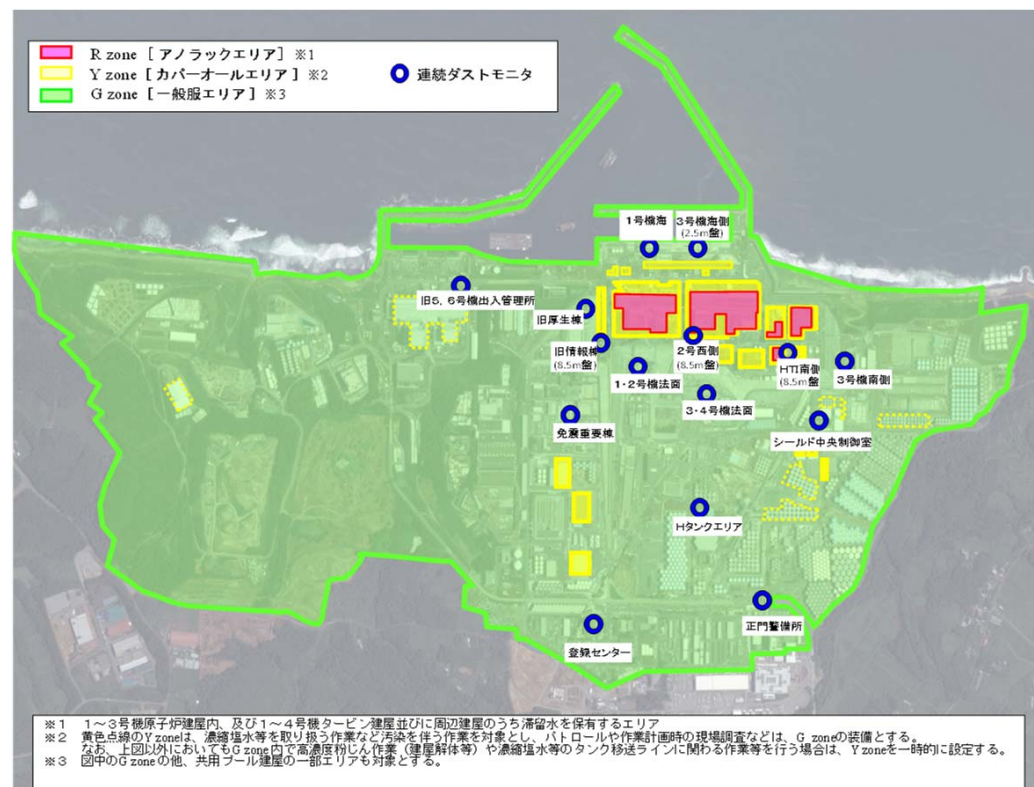 R zone [ アノラックエリア] ※1
Y zone [ カバーオールエリア] ※2
G zone [ 一般服エリア] ※3
連続ダストモニタ
1号機海
3号機海側
(2.5m盤)
旧5, 6号機出入管理所
旧厚生棟
旧情報棟
(8.5m盤)
2号西側
(8.5m盤)
HTI南側
(8.5m盤)
3号機南側
1・2号機法面
3・4号機法面
免震重要棟
シールド中央制御室
Hタンクエリア
正門警備所
登録センター
※1 1～3号機原子炉建屋内、及び1～4号機タービン建屋並びに周辺建屋のうち滞留水を保有するエリア
※2 黄色点線のY zoneは、濃縮塩水等を取り扱う作業など汚染を伴う作業を対象とし、パトロールや作業計画時の現場調査などは、G zoneの装備とする。
なお、上図以外においてもG zone内で高濃度粉じん作業（建屋解体等）や濃縮塩水等のタンク移送ラインに関わる作業等を行う場合は、Y zoneを一時的に設定する。
※3 図中のG zoneの他、共用プール建屋の一部エリアも対象とする。